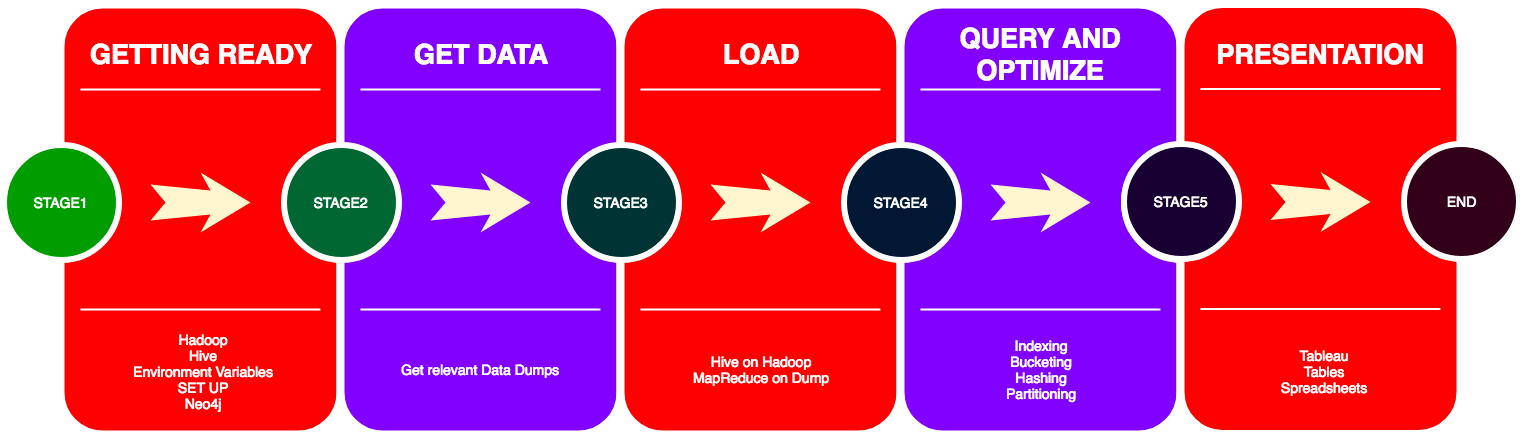 GETTING READY
GET DATA
LOAD
QUERY AND
OPTIMIZE
PRESENTATION
STAGE1
STAGE2
STAGE3
STAGE4
STAGE5
END
Hadoop
Hive
Environment Variables
SET UP
Neo4j
Get relevant Data Dumps
Hive on Hadoop
MapReduce on Dump
Indexing
Bucketing
Hashing
Partitioning
Tableau
Tables
Spreadsheets